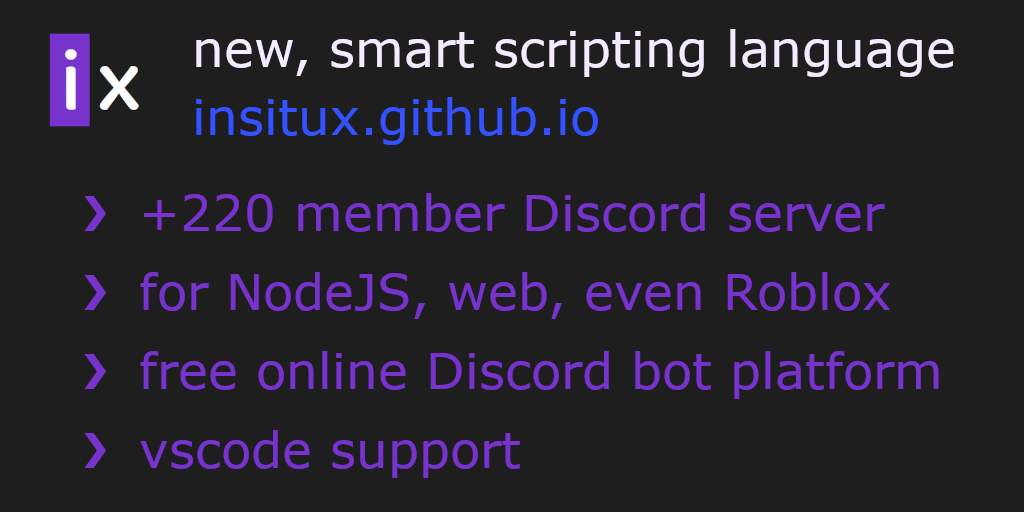 ix
new, smart scripting language
insitux.github.io
❯ +220 member Discord server
❯ for NodeJS, web, even Roblox
❯ free online Discord bot platform
❯ vscode support